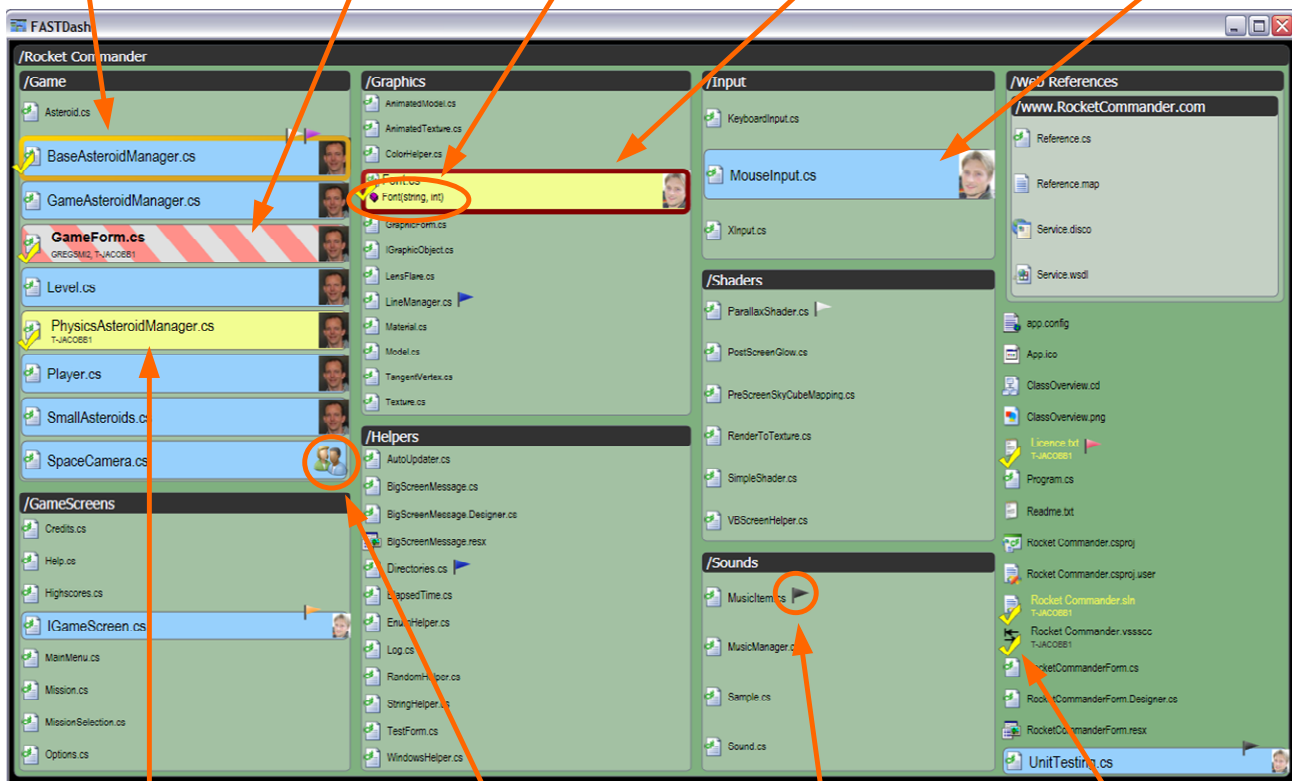 FASTDash
/Rocket Commander
/Game
Asteroid.cs
BaseAsteroidManager.cs
GameAsteroidManager.cs
GameForm.cs
GREGSMI2, T-JACOBB1
Level.cs
PhysicsAsteroidManager.cs
T-JACOBB1
Player.cs
SmallAsteroids.cs
SpaceCamera.cs
/GameScreens
Credits.cs
Help.cs
Highscores.cs
IGameScreen.cs
MainMenu.cs
Mission.cs
MissionSelection.cs
Options.cs
/Graphics
AnimatedModel.cs
AnimatedTexture.cs
ColorHelper.cs
Font.cs
Font(string, int)
GraphicForm.cs
IGraphicObject.cs
LensFlare.cs
LineManager.cs
Material.cs
Model.cs
TangentVertex.cs
Texture.cs
/Helpers
AutoUpdater.cs
BigScreenMessage.cs
BigScreenMessage.Designer.cs
BigScreenMessage.resx
Directories.cs
ElapsedTime.cs
EnumHelper.cs
Log.cs
RandomHelper.cs
StringHelper.cs
TestForm.cs
WindowsHelper.cs
/Input
KeyboardInput.cs
MouseInput.cs
XInput.cs
/Shaders
ParallaxShader.cs
PostScreenGlow.cs
PreScreenSkyCubeMapping.cs
RenderToTexture.cs
SimpleShader.cs
VBScreenHelper.cs
/Sounds
MusicItem.cs
MusicManager.cs
Sample.cs
Sound.cs
/Web References
/www.RocketCommander.com
Reference.cs
Reference.map
Service.disco
Service.wsdl
app.config
App.ico
ClassOverview.cd
ClassOverview.png
Licence.txt
T-JACOBB1
Program.cs
Readme.txt
Rocket Commander.csproj
Rocket Commander.csproj.user
Rocket Commander.sln
T-JACOBB1
Rocket Commander.vssscc
T-JACOBB1
RocketCommanderForm.cs
RocketCommanderForm.Designer.cs
RocketCommanderForm.resx
UnitTesting.cs